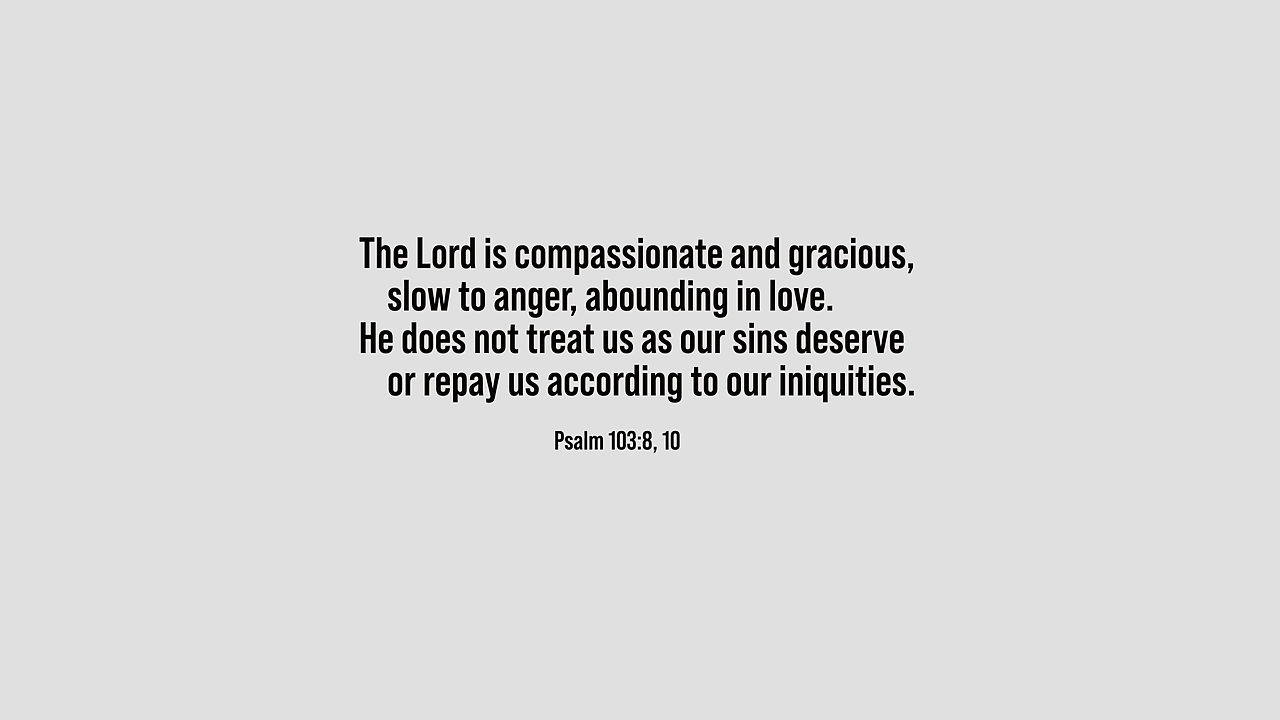 The Lord is compassionate and gracious,
slow to anger, abounding in love.
He does not treat us as our sins deserve
or repay us according to our iniquities.
Psalm 103:8, 10